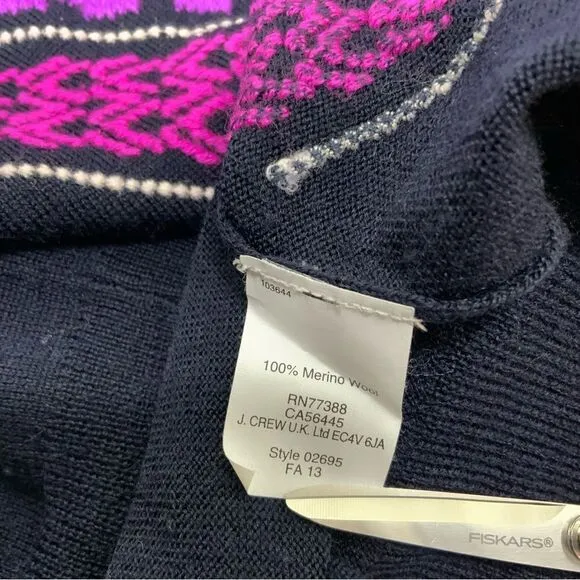 103644
100% Merino Wool
RN77388
CA56445
J. CREW U.K. Ltd EC4V 6JA
Style 02695
FA 13
FISKARS®